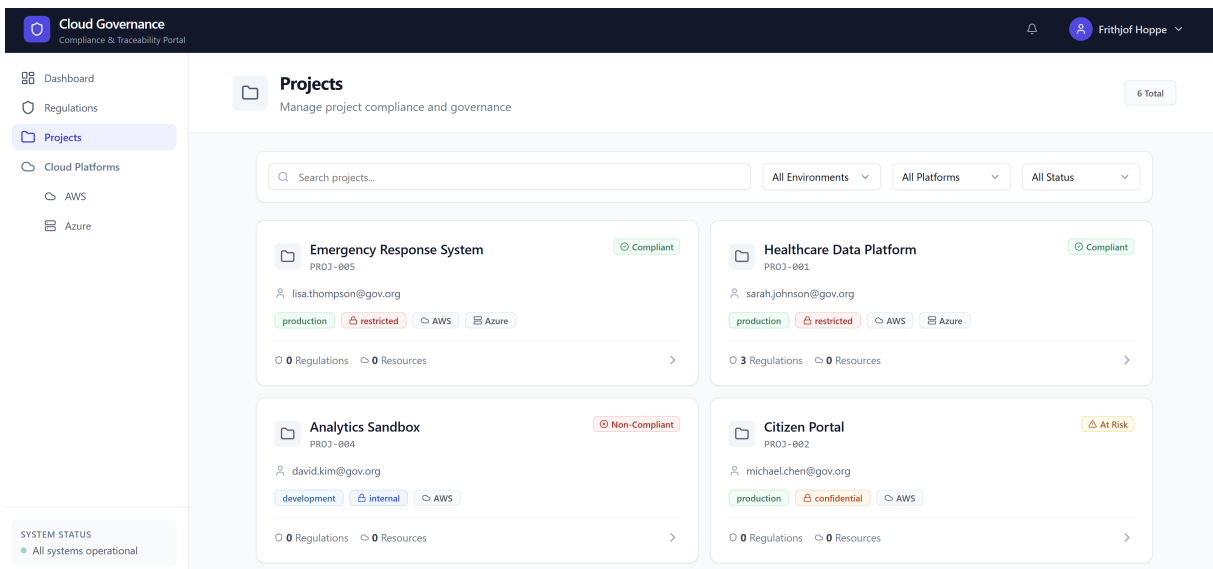 Cloud Governance
Compliance & Traceability Portal
Frithjof Hoppe
Dashboard
Regulations
Projects
Cloud Platforms
AWS
Azure
SYSTEM STATUS
All systems operational
Projects
Manage project compliance and governance
6 Total
Search projects...
All Environments
All Platforms
All Status
Emergency Response System
Compliant
PROJ-005
lisa.thompson@gov.org
production restricted AWS Azure
0 Regulations 0 Resources
Healthcare Data Platform
Compliant
PROJ-001
sarah.johnson@gov.org
production restricted AWS Azure
3 Regulations 0 Resources
Analytics Sandbox
Non-Compliant
PROJ-004
david.kim@gov.org
development internal AWS
0 Regulations 0 Resources
Citizen Portal
At Risk
PROJ-002
michael.chen@gov.org
production confidential AWS
0 Regulations 0 Resources